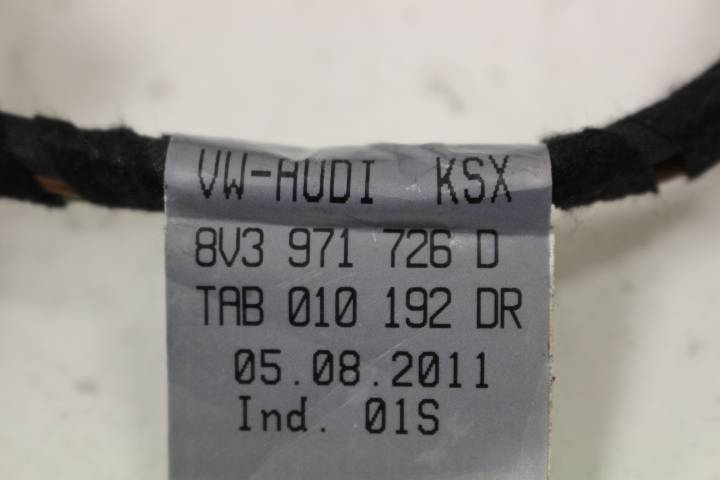 VW-AUDI KSX
8V3 971 726 D
TAB 010 192 DR
05.08.2011
Ind. 01S